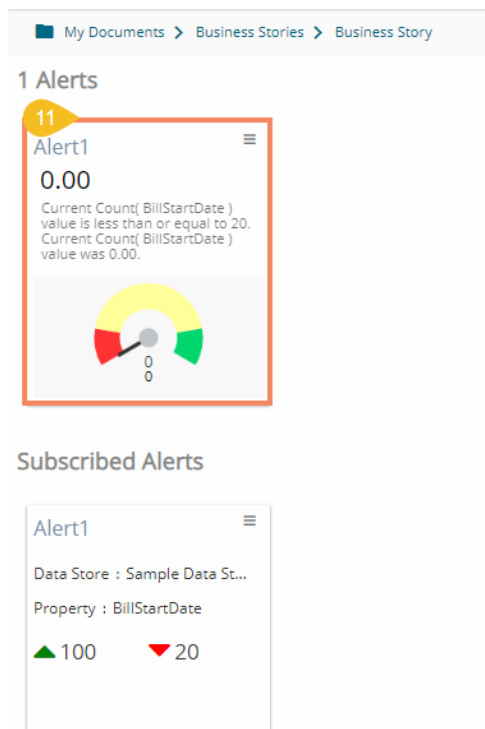 My Documents > Business Stories > Business Story
1 Alerts
11
Alert1
0.00
Current Count( BillStartDate )
value is less than or equal to 20.
Current Count( BillStartDate )
value was 0.00.
0
0
Subscribed Alerts
Alert1
Data Store : Sample Data St...
Property : BillStartDate
100 20